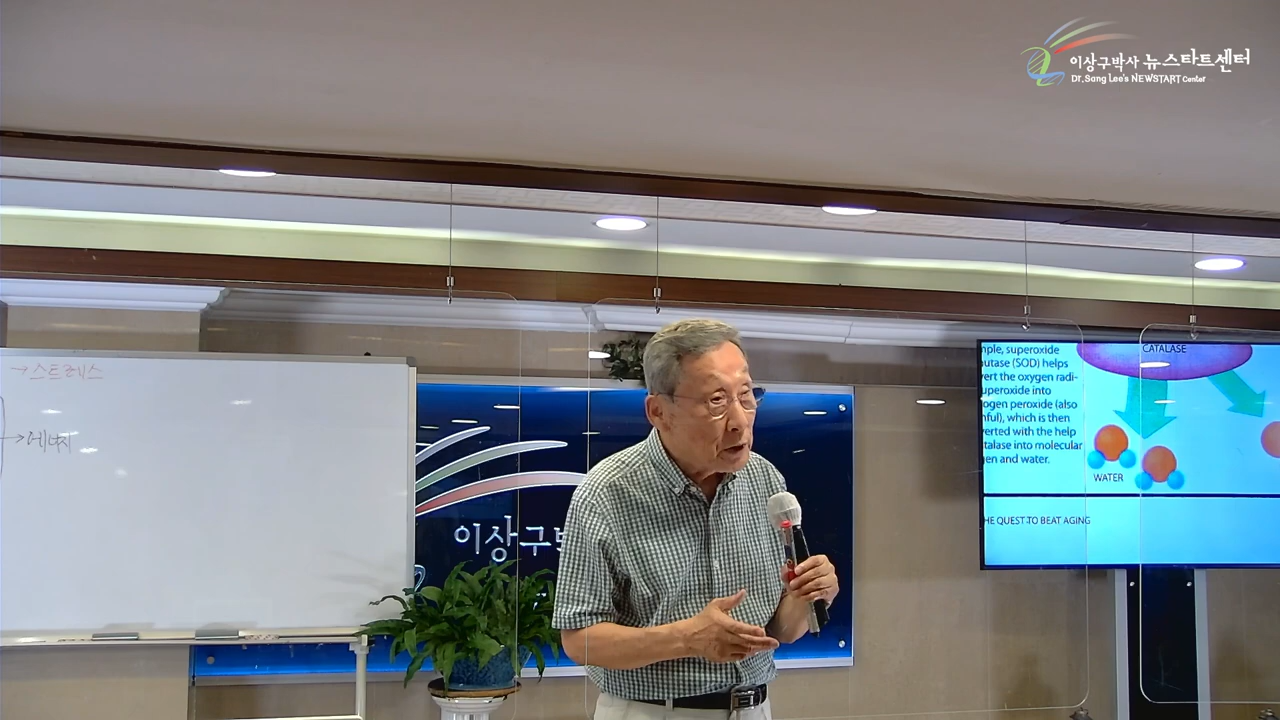 이상구박사 뉴스타트센터
Dr. Sang Lee's NEWSTART Center
→스트레스
→에너지
이상구
CATALASE
mple, superoxide
utase (SOD) helps
vert the oxygen radi-
uperoxide into
ogen peroxide (also
nful), which is then
verted with the help
talase into molecular
gen and water.
WATER
HE QUEST TO BEAT AGING